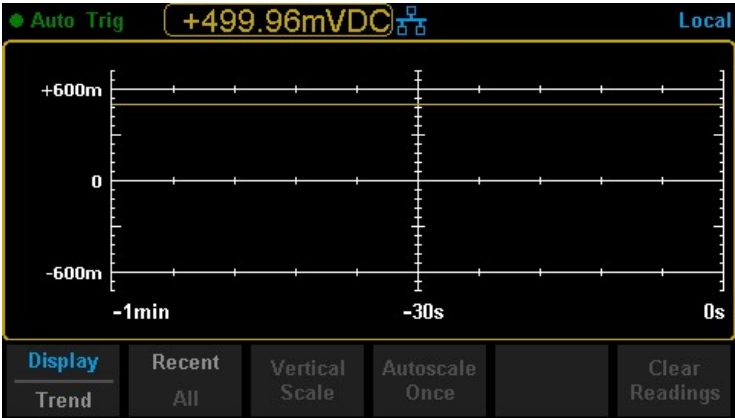 Auto Trig +499.96mVDC Local
+600m
0
-600m
-1min -30s 0s
Display Recent Vertical Autoscale Clear
Trend All Scale Once Readings